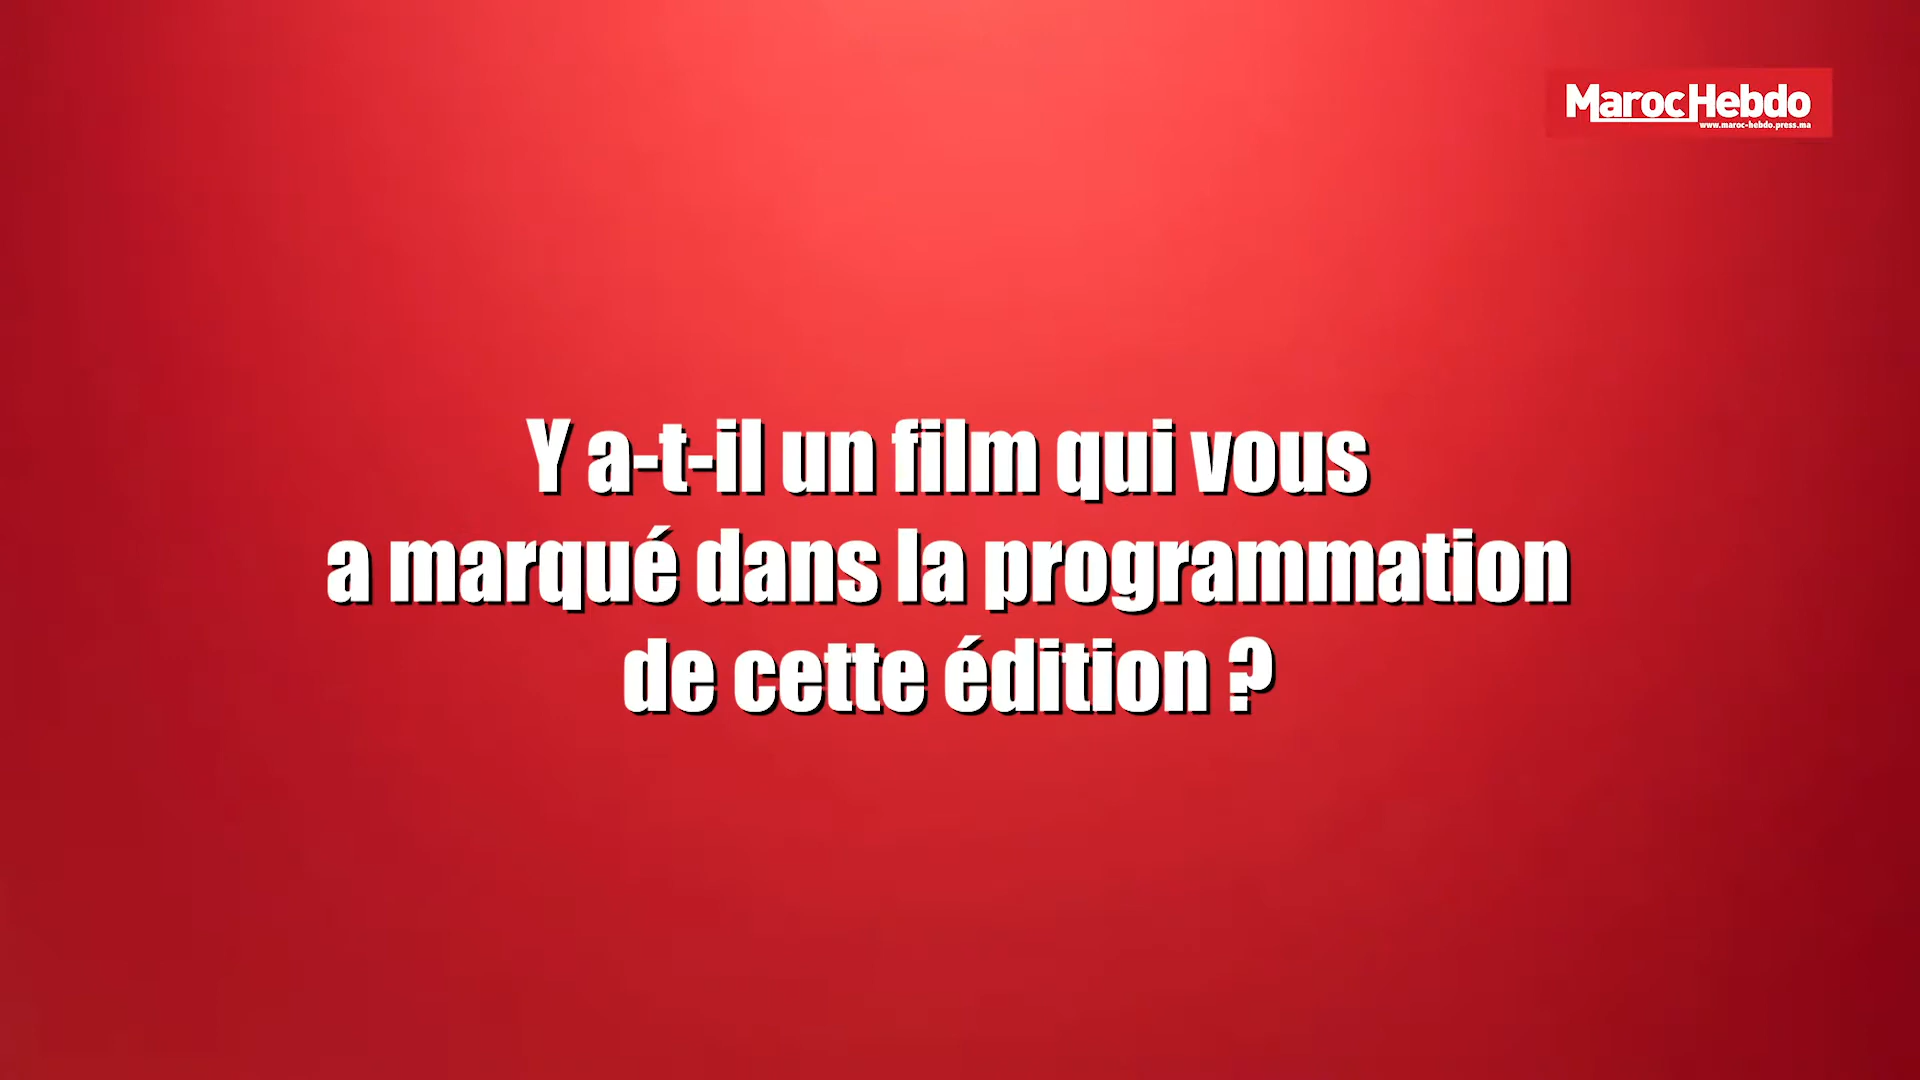 MarocHebdo
www.maroc-hebdo.press.ma
Y a-t-il un film qui vous
a marqué dans la programmation
de cette édition ?